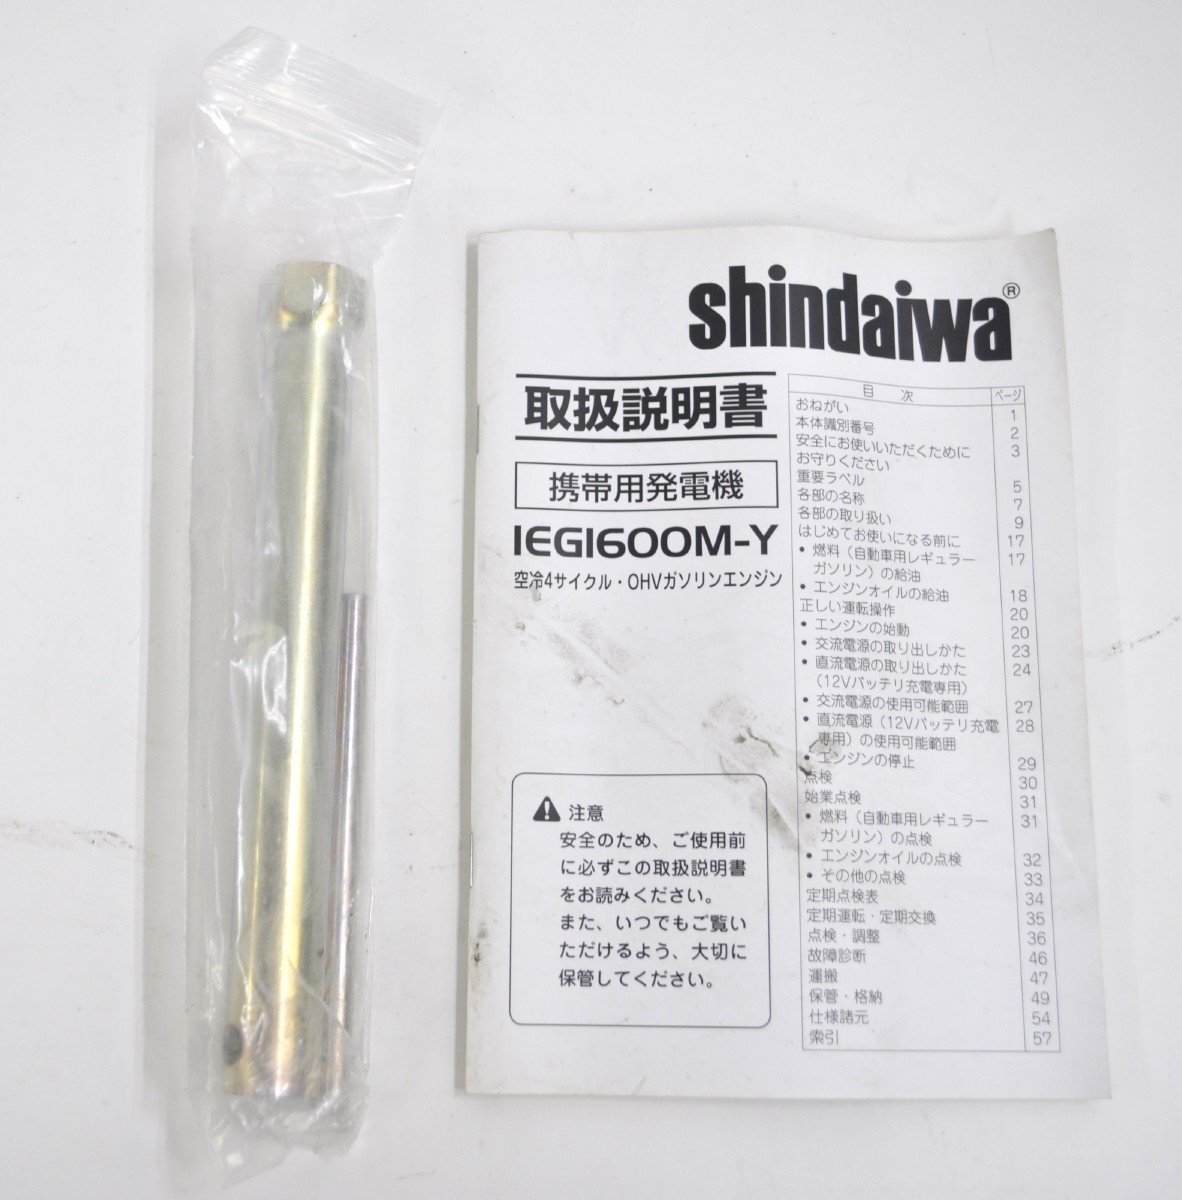 shindaiwa®
取扱説明書
携帯用発電機
IEG1600M-Y
空冷4サイクル・OHVガソリンエンジン
⚠注意
安全のため、ご使用前
に必ずこの取扱説明書
をお読みください。
また、いつでもご覧い
ただけるよう、大切に
保管してください。
目 次 ページ
おねがい 1
本体識別番号 2
安全にお使いいただくために 3
お守りください
重要ラベル 5
各部の名称 7
各部の取り扱い 9
はじめてお使いになる前に 17
• 燃料（自動車用レギュラー 17
ガソリン）の給油
• エンジンオイルの給油 18
正しい運転操作 20
• エンジンの始動 20
• 交流電源の取り出しかた 23
• 直流電源の取り出しかた 24
（12Vバッテリ充電専用）
• 交流電源の使用可能範囲 27
• 直流電源（12Vバッテリ充電 28
専用）の使用可能範囲
• エンジンの停止 29
点検 30
始業点検 31
• 燃料（自動車用レギュラー 31
ガソリン）の点検
• エンジンオイルの点検 32
• その他の点検 33
定期点検表 34
定期運転・定期交換 35
点検・調整 36
故障診断 46
運搬 47
保管・格納 49
仕様諸元 54
索引 57